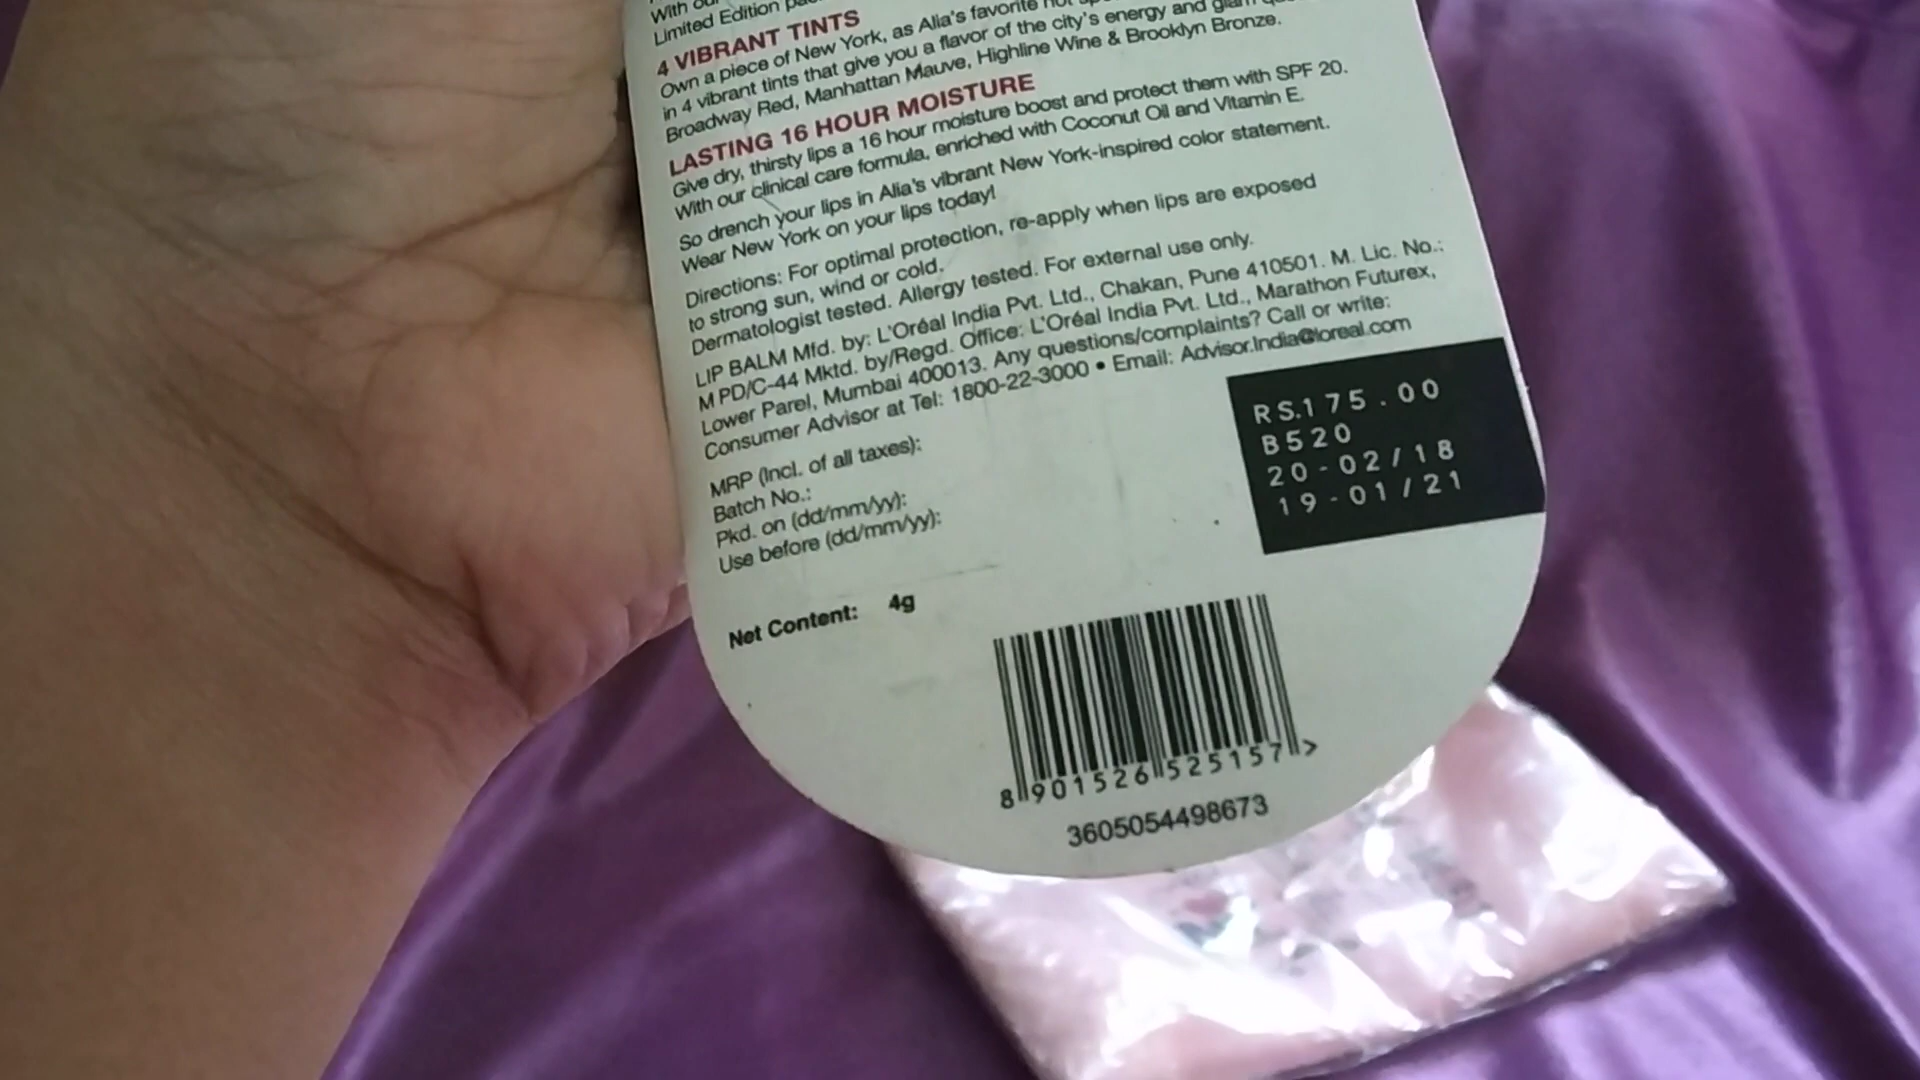 With our
Limited Edition
4 VIBRANT TINTS
Own a piece of New York, as Alia's favorite hot
in 4 vibrant tints that give you a flavor of the city's energy and glam
Broadway Red, Manhattan Mauve, Highline Wine & Brooklyn Bronze.
LASTING 16 HOUR MOISTURE
Give dry, thirsty lips a 16 hour moisture boost and protect them with SPF 20.
With our clinical care formula, enriched with Coconut Oil and Vitamin E.
So drench your lips in Alia's vibrant New York-inspired color statement.
Wear New York on your lips today!
Directions: For optimal protection, re-apply when lips are exposed
to strong sun, wind or cold.
Dermatologist tested. Allergy tested. For external use only.
LIP BALM Mfd. by: L'Oréal India Pvt. Ltd., Chakan, Pune 410501. M. Lic. No.:
M PD/C-44 Mktd. by/Regd. Office: L'Oréal India Pvt. Ltd., Marathon Futurex,
Lower Parel, Mumbai 400013. Any questions/complaints? Call or write:
Consumer Advisor at Tel: 1800-22-3000 • Email: Advisor.India@loreal.com
MRP (Incl. of all taxes):
Batch No.:
Pkd. on (dd/mm/yy):
Use before (dd/mm/yy):
RS.175.00
B520
20-02/18
19-01/21
Net Content: 4g
8 901526 525157 >
3605054498673